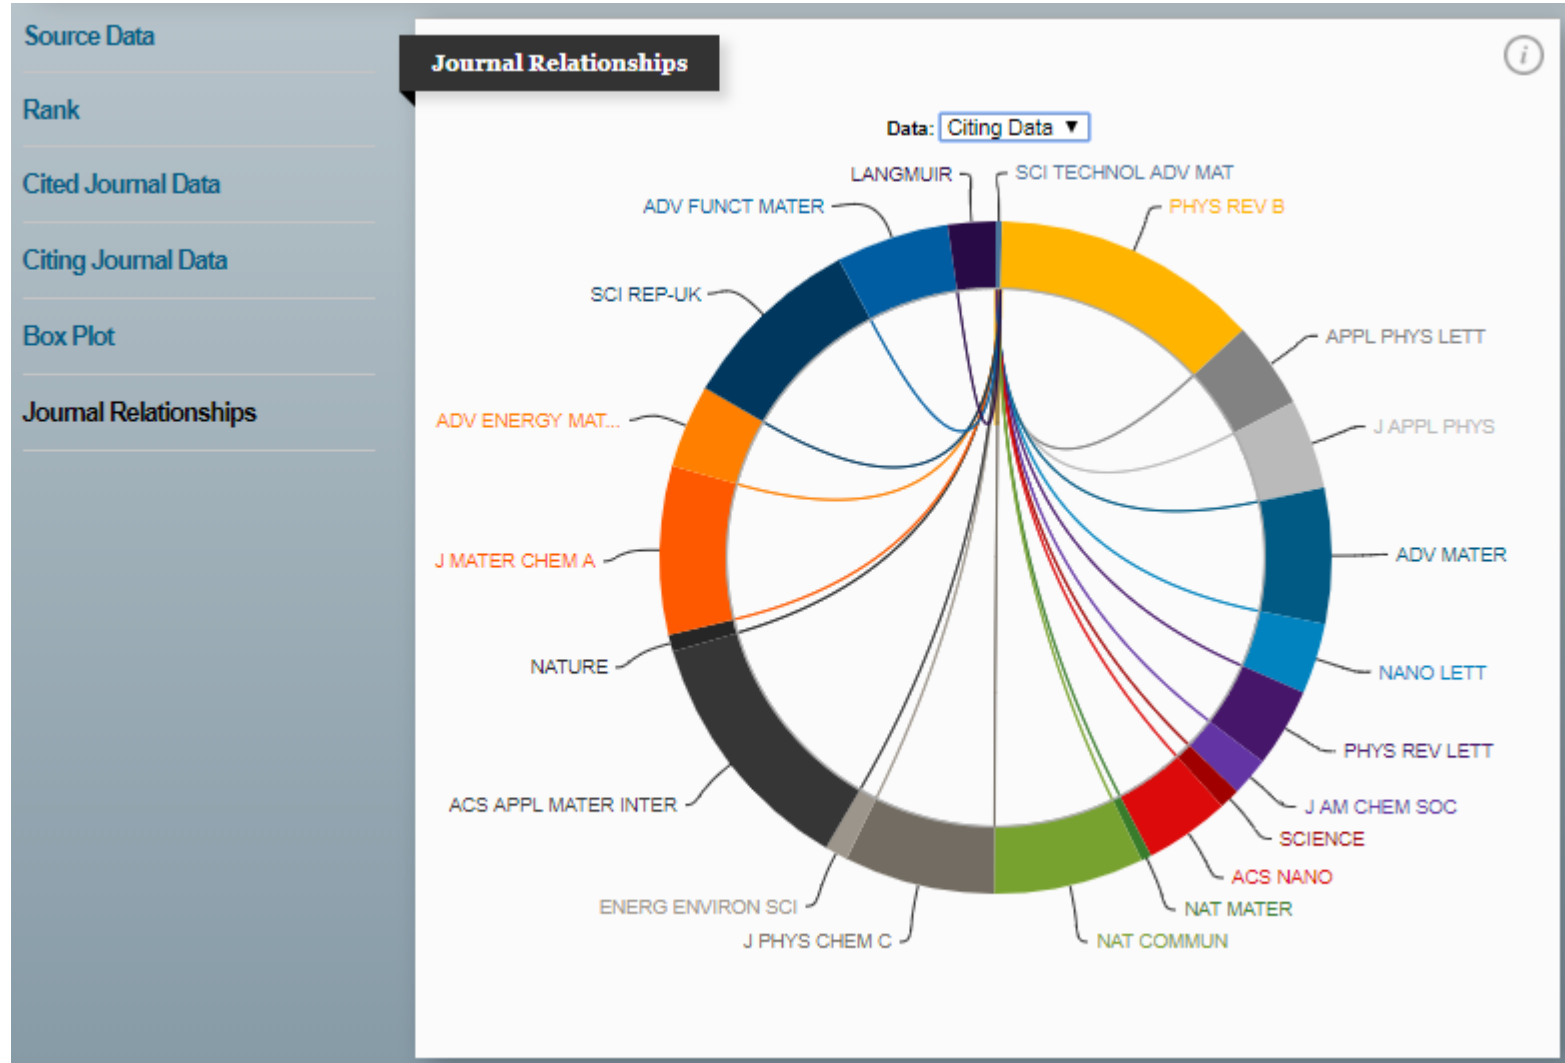 Source Data
Rank
Cited Journal Data
Citing Journal Data
Box Plot
Journal Relationships
Journal Relationships
i
Data: Citing Data ▼
LANGMUIR
SCI TECHNOL ADV MAT
ADV FUNCT MATER
PHYS REV B
SCI REP-UK
APPL PHYS LETT
ADV ENERGY MAT...
J APPL PHYS
J MATER CHEM A
ADV MATER
NATURE
NANO LETT
PHYS REV LETT
ACS APPL MATER INTER
J AM CHEM SOC
SCIENCE
ACS NANO
ENERG ENVIRON SCI
NAT MATER
J PHYS CHEM C
NAT COMMUN